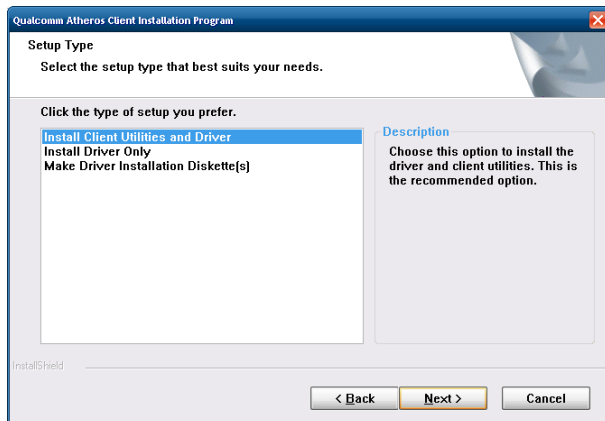 Qualcomm Atheros Client Installation Program
Setup Type
Select the setup type that best suits your needs.
Click the type of setup you prefer.
Install Client Utilities and Driver
Install Driver Only
Make Driver Installation Diskette(s)
Description
Choose this option to install the
driver and client utilities. This is
the recommended option.
InstallShield
< Back
Next >
Cancel